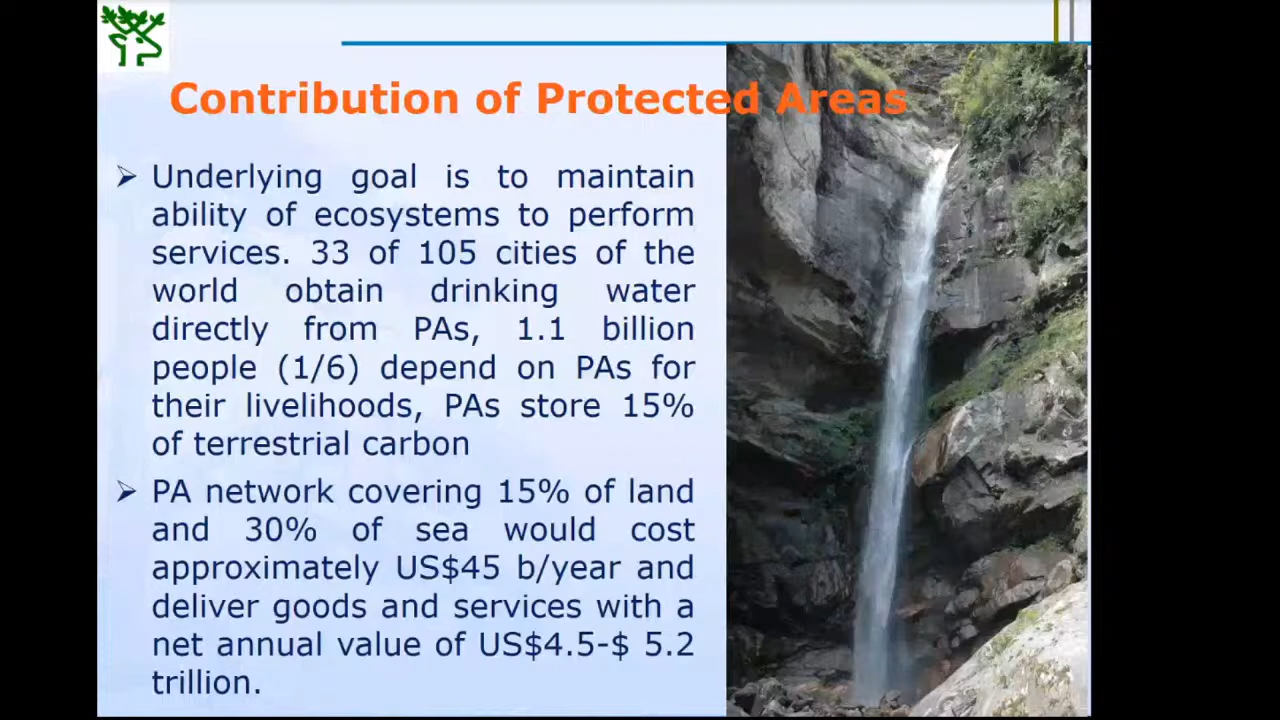 Contribution of Protected Areas
Underlying goal is to maintain
ability of ecosystems to perform
services. 33 of 105 cities of the
world obtain drinking water
directly from PAs, 1.1 billion
people (1/6) depend on PAs for
their livelihoods, PAs store 15%
of terrestrial carbon
PA network covering 15% of land
and 30% of sea would cost
approximately US$45 b/year and
deliver goods and services with a
net annual value of US$4.5-$ 5.2
trillion.